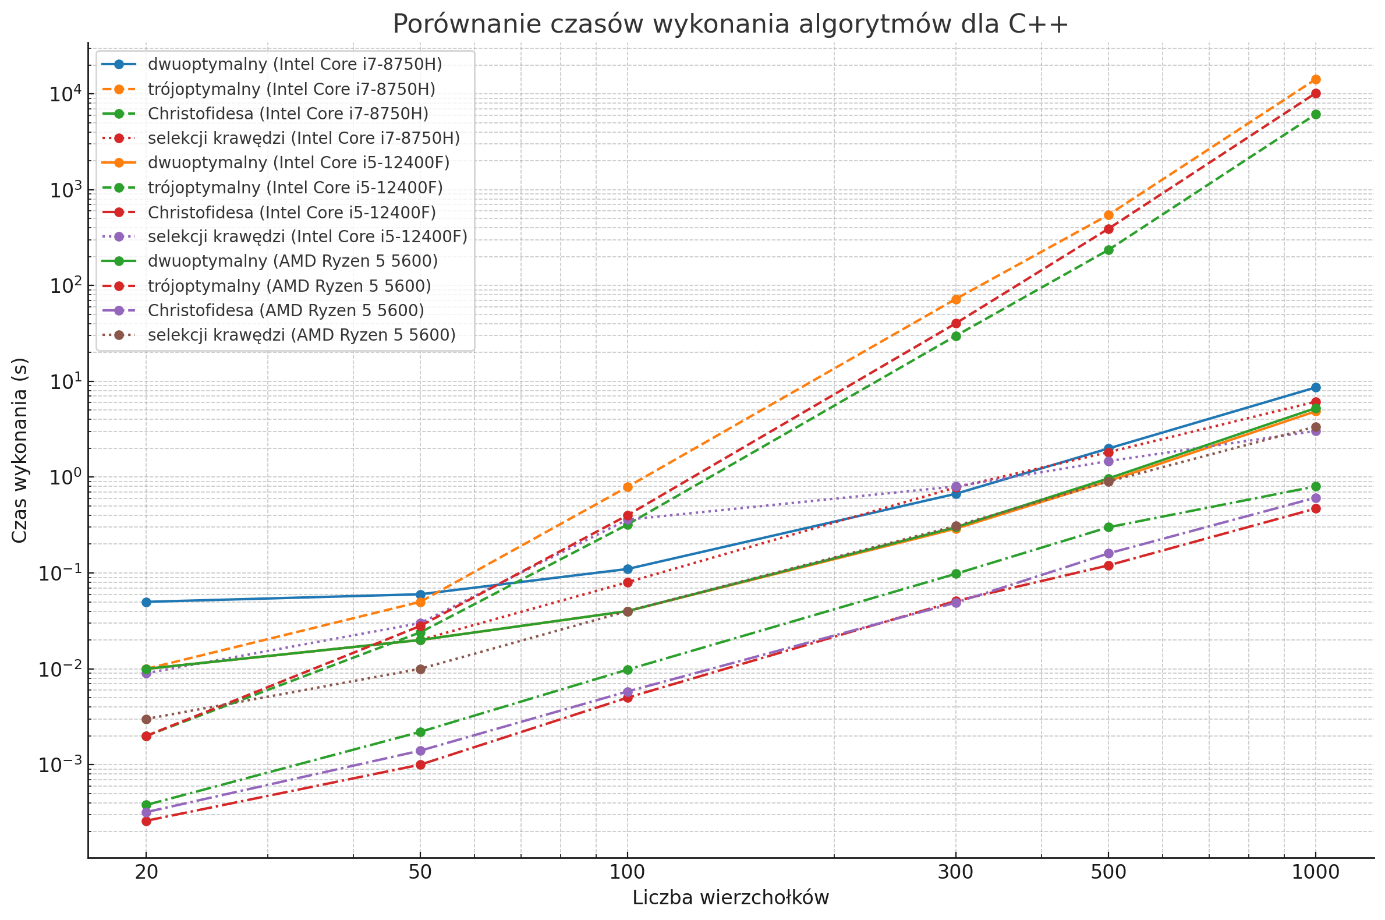 Porównanie czasów wykonania algorytmów dla C++
dwuoptymalny (Intel Core i7-8750H)
trójoptymalny (Intel Core i7-8750H)
Christofidesa (Intel Core i7-8750H)
selekcji krawędzi (Intel Core i7-8750H)
dwuoptymalny (Intel Core i5-12400F)
trójoptymalny (Intel Core i5-12400F)
Christofidesa (Intel Core i5-12400F)
selekcji krawędzi (Intel Core i5-12400F)
dwuoptymalny (AMD Ryzen 5 5600)
trójoptymalny (AMD Ryzen 5 5600)
Christofidesa (AMD Ryzen 5 5600)
selekcji krawędzi (AMD Ryzen 5 5600)
Czas wykonania (s)
10⁴
10³
10²
10¹
10⁰
10⁻¹
10⁻²
10⁻³
20 50 100 300 500 1000
Liczba wierzchołków